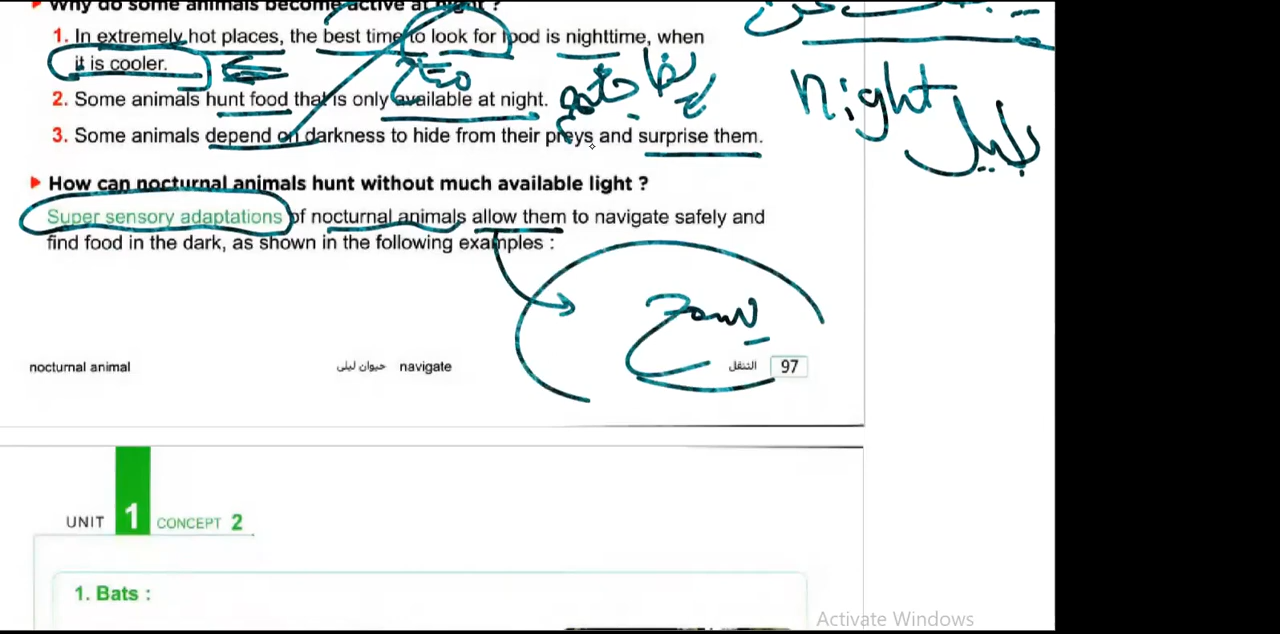 Why do some animals become active at night ?
1. In extremely hot places, the best time to look for food is nighttime, when
it is cooler.
2. Some animals hunt food that is only available at night.
متاح
night
بليل
3. Some animals depend on darkness to hide from their preys and surprise them.
How can nocturnal animals hunt without much available light ?
Super sensory adaptations of nocturnal animals allow them to navigate safely and
find food in the dark, as shown in the following examples :
تسمح
nocturnal animal حيوان ليلى navigate التنقل 97
UNIT 1 CONCEPT 2
1. Bats :
Activate Windows